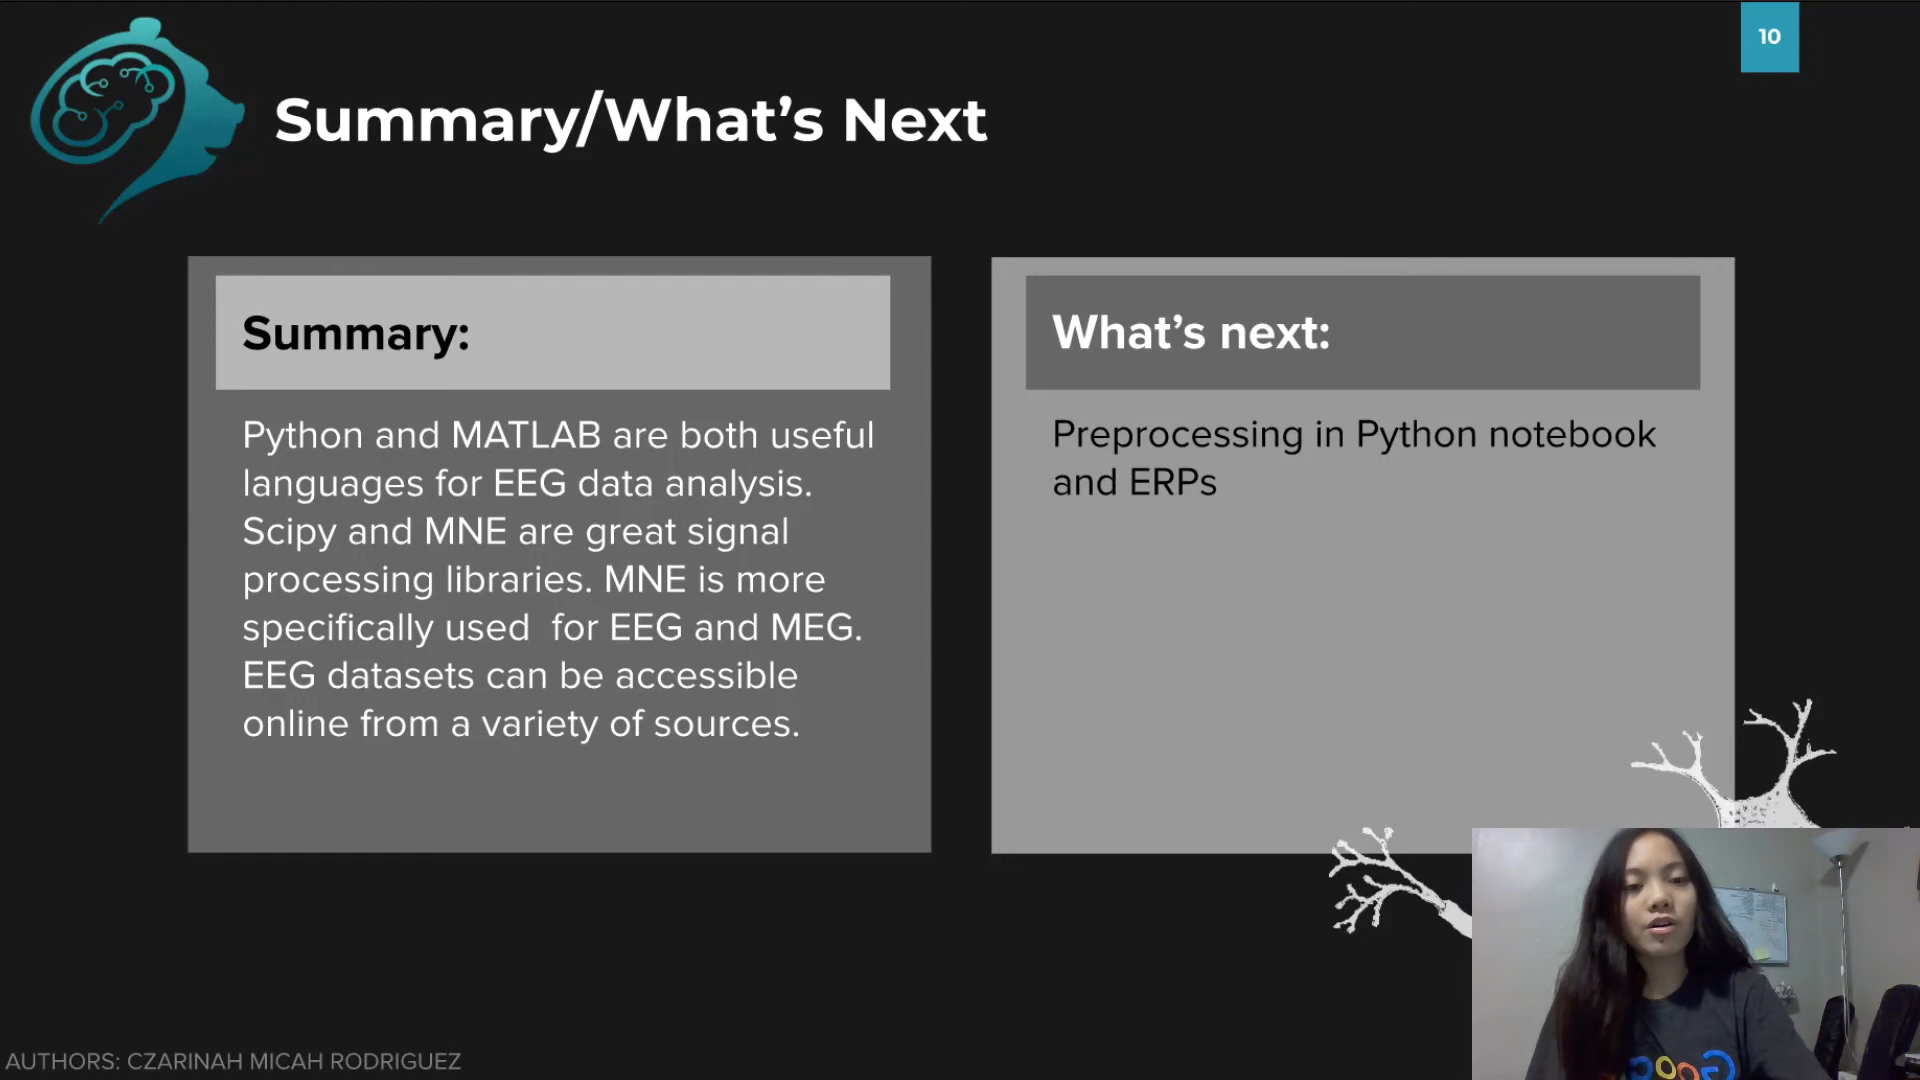 10
Summary/What’s Next
Summary:
Python and MATLAB are both useful
languages for EEG data analysis.
Scipy and MNE are great signal
processing libraries. MNE is more
specifically used  for EEG and MEG.
EEG datasets can be accessible
online from a variety of sources.
What’s next:
Preprocessing in Python notebook
and ERPs
AUTHORS: CZARINAH MICAH RODRIGUEZ